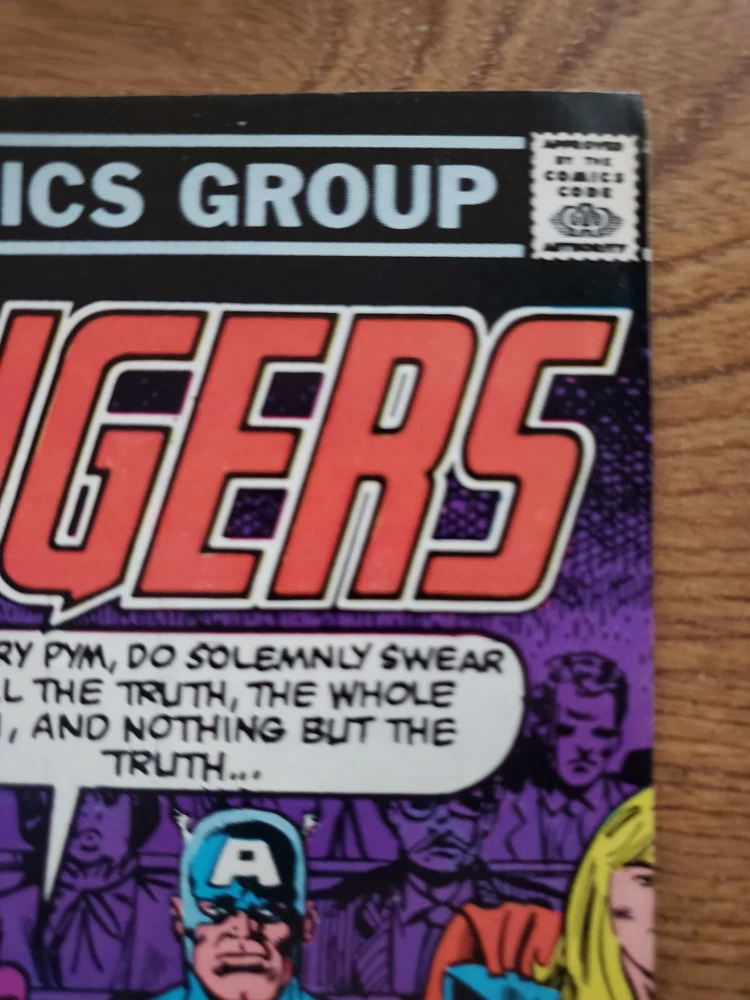 ICS GROUP
APPROVED
BY THE
COMICS
CODE
AUTHORITY
GERS
RY PYM, DO SOLEMNLY SWEAR
L THE TRUTH, THE WHOLE
, AND NOTHING BUT THE
TRUTH...
A